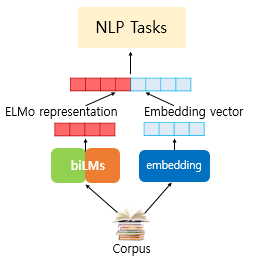 NLP Tasks
ELMo representation
Embedding vector
biLMs
embedding
Corpus